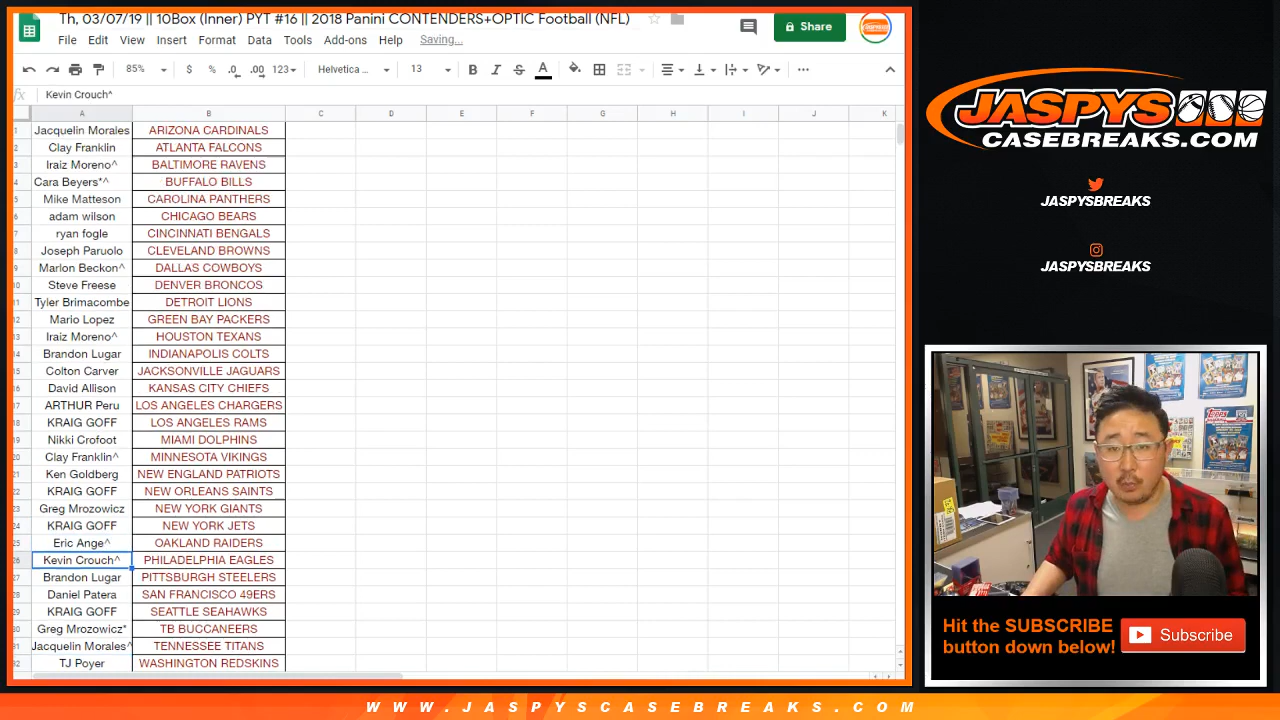 Th, 03/07/19 || 10Box (Inner) PYT #16 || 2018 Panini CONTENDERS+OPTIC Football (NFL)
File Edit View Insert Format Data Tools Add-ons Help Saving...
Share
85% $ % .0 .00 123 Helvetica ... 13 B I S A
fx Kevin Crouch^
A B C D E F G H I J K
1 Jacquelin Morales ARIZONA CARDINALS
2 Clay Franklin ATLANTA FALCONS
3 Iraiz Moreno^ BALTIMORE RAVENS
4 Cara Beyers*^ BUFFALO BILLS
5 Mike Matteson CAROLINA PANTHERS
6 adam wilson CHICAGO BEARS
7 ryan fogle CINCINNATI BENGALS
8 Joseph Paruolo CLEVELAND BROWNS
9 Marlon Beckon^ DALLAS COWBOYS
10 Steve Freese DENVER BRONCOS
11 Tyler Brimacombe DETROIT LIONS
12 Mario Lopez GREEN BAY PACKERS
13 Iraiz Moreno^ HOUSTON TEXANS
14 Brandon Lugar INDIANAPOLIS COLTS
15 Colton Carver JACKSONVILLE JAGUARS
16 David Allison KANSAS CITY CHIEFS
17 ARTHUR Peru LOS ANGELES CHARGERS
18 KRAIG GOFF LOS ANGELES RAMS
19 Nikki Crofoot MIAMI DOLPHINS
20 Clay Franklin^ MINNESOTA VIKINGS
21 Ken Goldberg NEW ENGLAND PATRIOTS
22 KRAIG GOFF NEW ORLEANS SAINTS
23 Greg Mrozowicz NEW YORK GIANTS
24 KRAIG GOFF NEW YORK JETS
25 Eric Ange^ OAKLAND RAIDERS
26 Kevin Crouch^ PHILADELPHIA EAGLES
27 Brandon Lugar PITTSBURGH STEELERS
28 Daniel Patera SAN FRANCISCO 49ERS
29 KRAIG GOFF SEATTLE SEAHAWKS
30 Greg Mrozowicz* TB BUCCANEERS
31 Jacquelin Morales^ TENNESSEE TITANS
32 TJ Poyer WASHINGTON REDSKINS
JASPYS
CASEBREAKS.COM
JASPYSBREAKS
JASPYSBREAKS
Topps
Hit the SUBSCRIBE
button down below!
Subscribe
WWW.JASPYSCASEBREAKS.COM